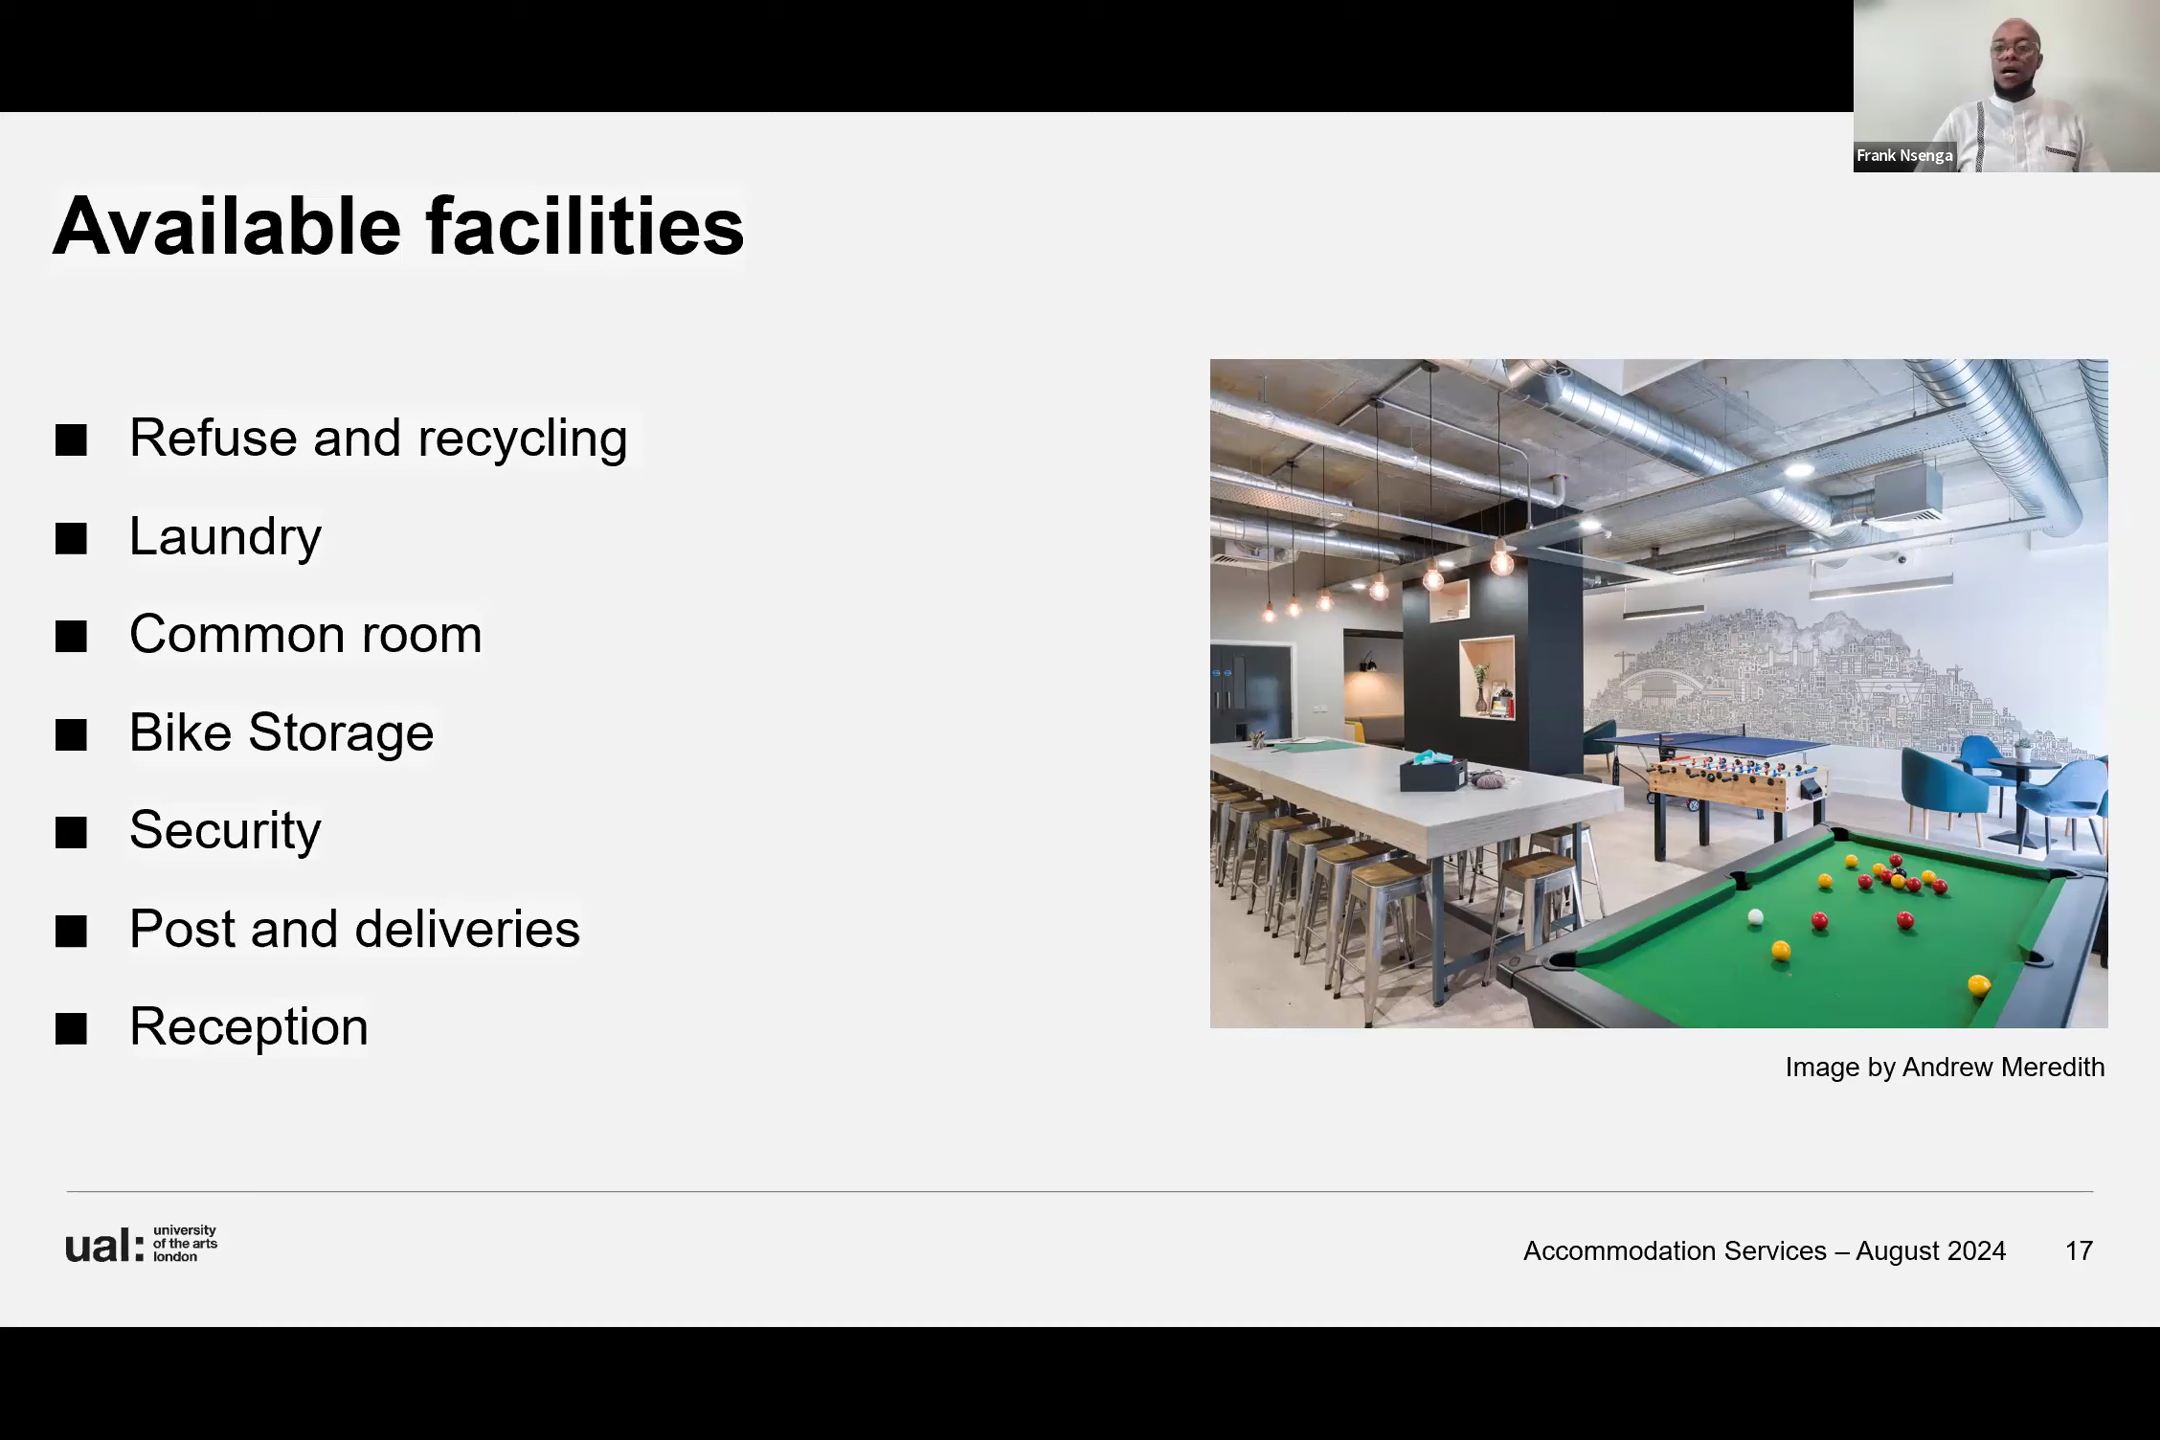 Frank Nsenga
Available facilities
Refuse and recycling
Laundry
Common room
Bike Storage
Security
Post and deliveries
Reception
Image by Andrew Meredith
ual:
university
of the arts
london
Accommodation Services – August 2024
17